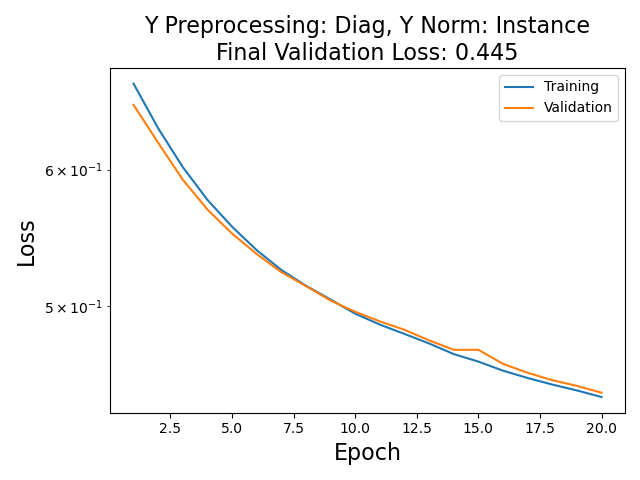 Y Preprocessing: Diag, Y Norm: Instance
Final Validation Loss: 0.445
Training
Validation
6 × 10⁻¹
5 × 10⁻¹
Loss
2.5 5.0 7.5 10.0 12.5 15.0 17.5 20.0
Epoch